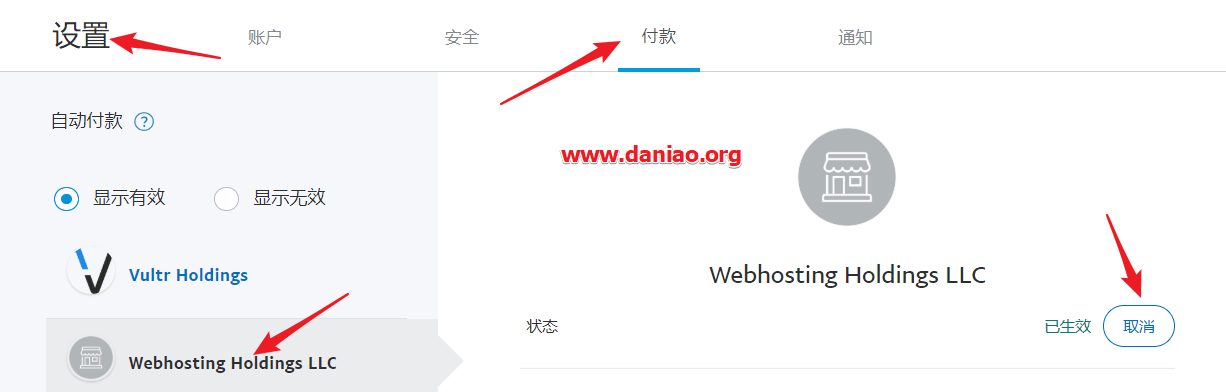 设置 账户 安全 付款 通知
自动付款 ?
www.daniao.org
显示有效 显示无效
Vultr Holdings
Webhosting Holdings LLC
状态 已生效 取消
Webhosting Holdings LLC